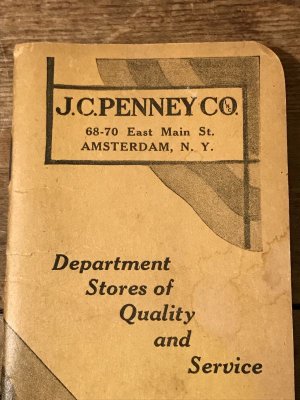 J.C.PENNEY CO.
68-70 East Main St.
AMSTERDAM, N. Y.
Department
Stores of
Quality
and
Service